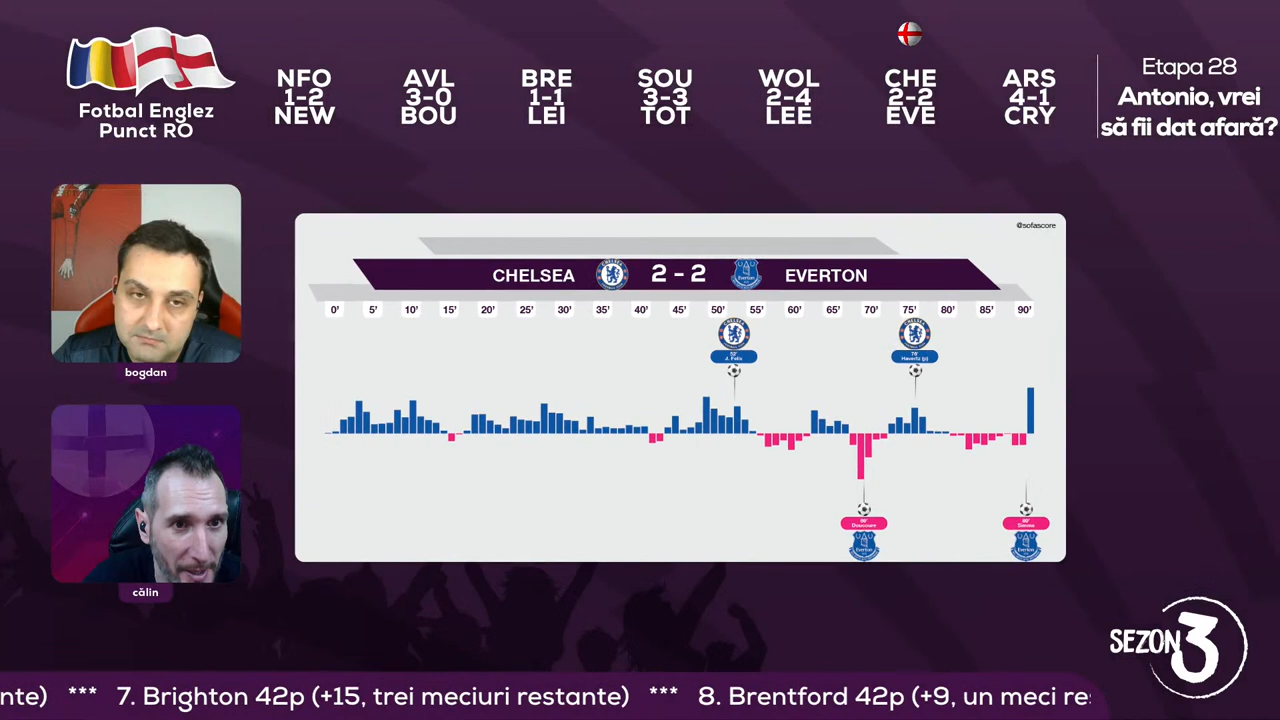 Fotbal Englez
Punct RO
NFO
1-2
NEW
AVL
3-0
BOU
BRE
1-1
LEI
SOU
3-3
TOT
WOL
2-4
LEE
CHE
2-2
EVE
ARS
4-1
CRY
Etapa 28
Antonio, vrei
să fii dat afară?
bogdan
călin
@sofascore
CHELSEA 2 - 2 EVERTON
0' 5' 10' 15' 20' 25' 30' 35' 40' 45' 50' 55' 60' 65' 70' 75' 80' 85' 90'
J. Felix
Havertz (p)
Doucoure
Simms
SEZON 3
nte) *** 7. Brighton 42p (+15, trei meciuri restante) *** 8. Brentford 42p (+9, un meci re